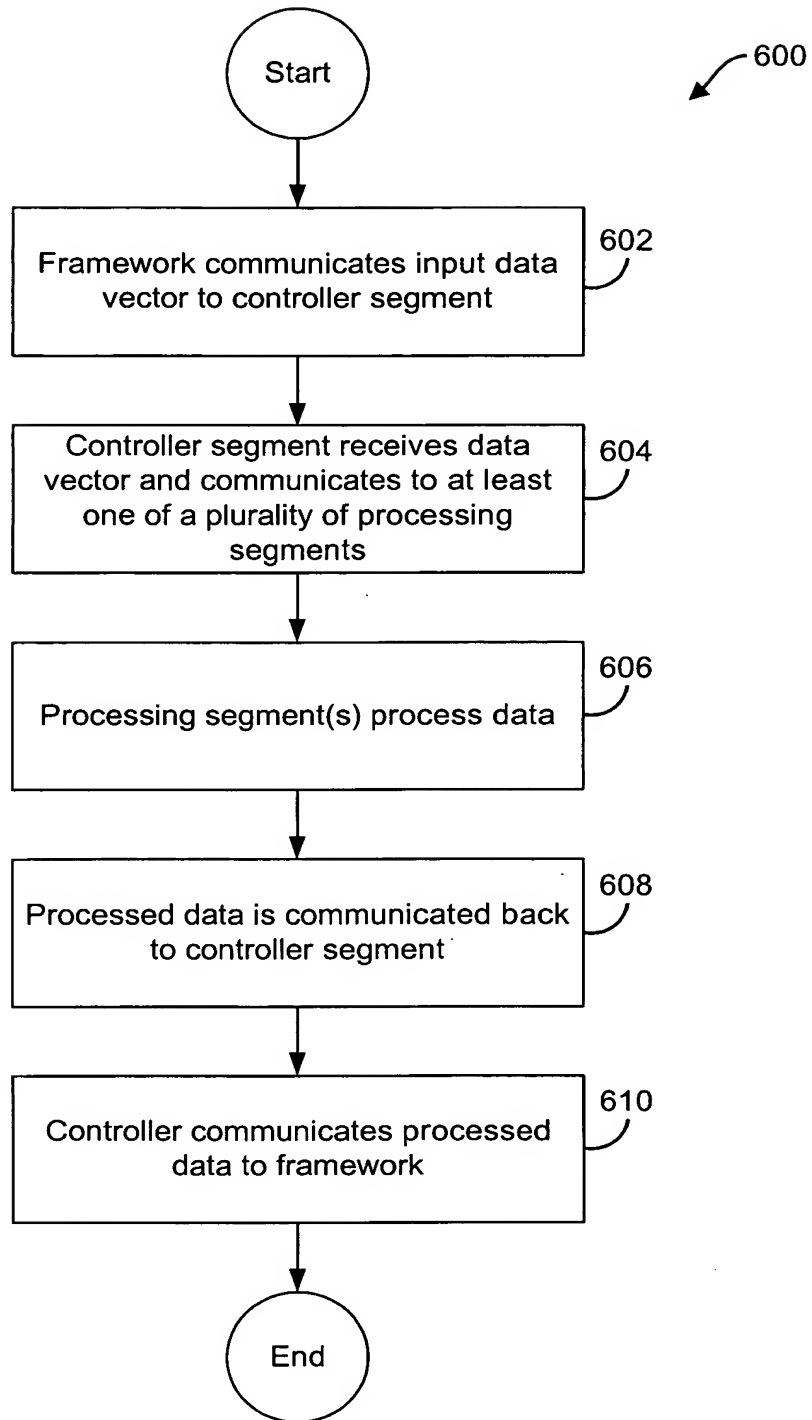 Start
600
602
Framework communicates input data
vector to controller segment
604
Controller segment receives data
vector and communicates to at least
one of a plurality of processing
segments
606
Processing segment(s) process data
608
Processed data is communicated back
to controller segment
610
Controller communicates processed
data to framework
End